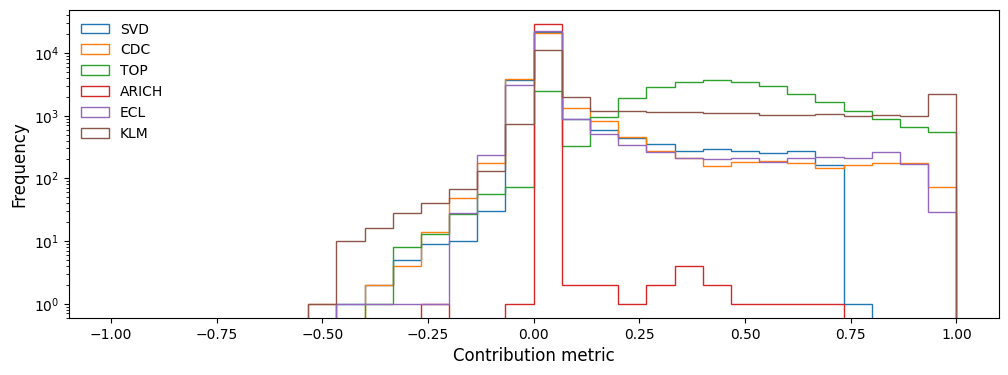 SVD
CDC
TOP
ARICH
ECL
KLM
Frequency
10⁴
10³
10²
10¹
10⁰
−1.00 −0.75 −0.50 −0.25 0.00 0.25 0.50 0.75 1.00
Contribution metric